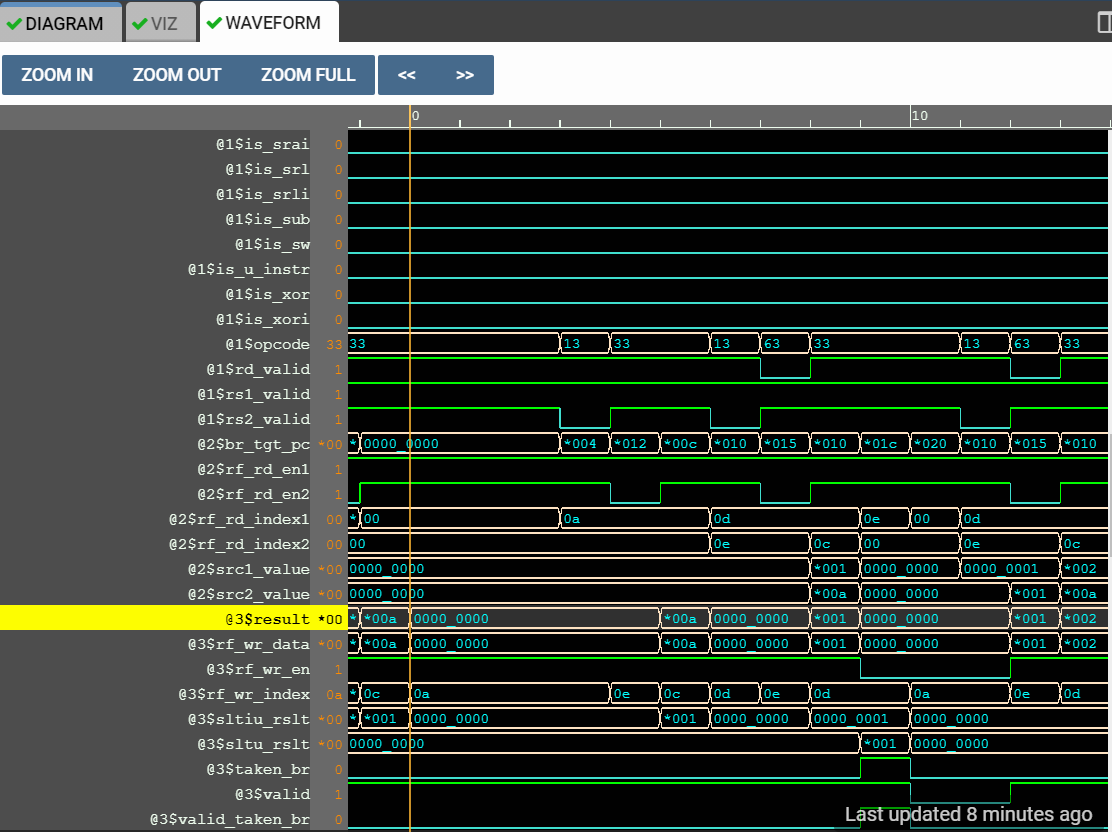 DIAGRAM VIZ WAVEFORM
ZOOM IN ZOOM OUT ZOOM FULL << >>
0 10
@1$is_srai 0
@1$is_srl 0
@1$is_srli 0
@1$is_sub 0
@1$is_sw 0
@1$is_u_instr 0
@1$is_xor 0
@1$is_xori 0
@1$opcode 33 33 13 33 13 63 33 13 63 33
@1$rd_valid 1
@1$rs1_valid 1
@1$rs2_valid 1
@2$br_tgt_pc *00 * 0000_0000 *004 *012 *00c *010 *015 *010 *01c *020 *010 *015 *010
@2$rf_rd_en1 1
@2$rf_rd_en2 1
@2$rf_rd_index1 00 * 00 0a 0d 0e 00 0d
@2$rf_rd_index2 00 00 0e 0c 00 0e 0c
@2$src1_value *00 0000_0000 *001 0000_0000 0000_0001 *002
@2$src2_value *00 0000_0000 *00a 0000_0000 *001 *00a
@3$result *00 * *00a 0000_0000 *00a 0000_0000 *001 0000_0000 *001 *002
@3$rf_wr_data *00 * *00a 0000_0000 *00a 0000_0000 *001 0000_0000 *001 *002
@3$rf_wr_en 1
@3$rf_wr_index 0a * 0c 0a 0e 0c 0d 0e 0d 0a 0e 0d
@3$sltiu_rslt *00 * *001 0000_0000 *001 0000_0000 0000_0001 0000_0000
@3$sltu_rslt *00 0000_0000 *001 0000_0000
@3$taken_br 0
@3$valid 1
@3$valid_taken_br 0
Last updated 8 minutes ago